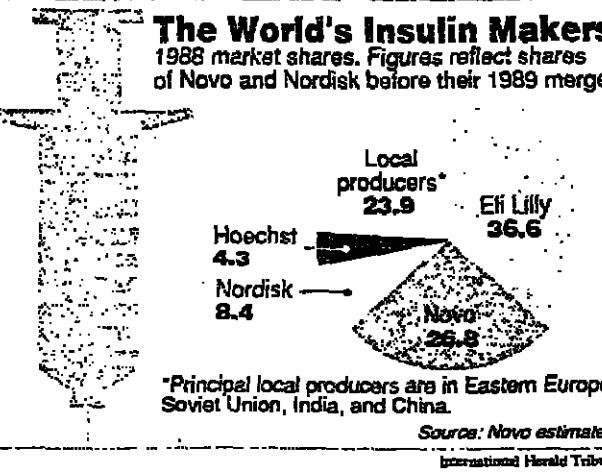 The World's Insulin Makers
1988 market shares. Figures reflect shares
of Novo and Nordisk before their 1989 merge
Local
producers*
23.9
Eli Lilly
36.6
Hoechst
4.3
Nordisk
8.4
Novo
26.8
*Principal local producers are in Eastern Europe
Soviet Union, India, and China.
Source: Novo estimate
International Herald Tribu